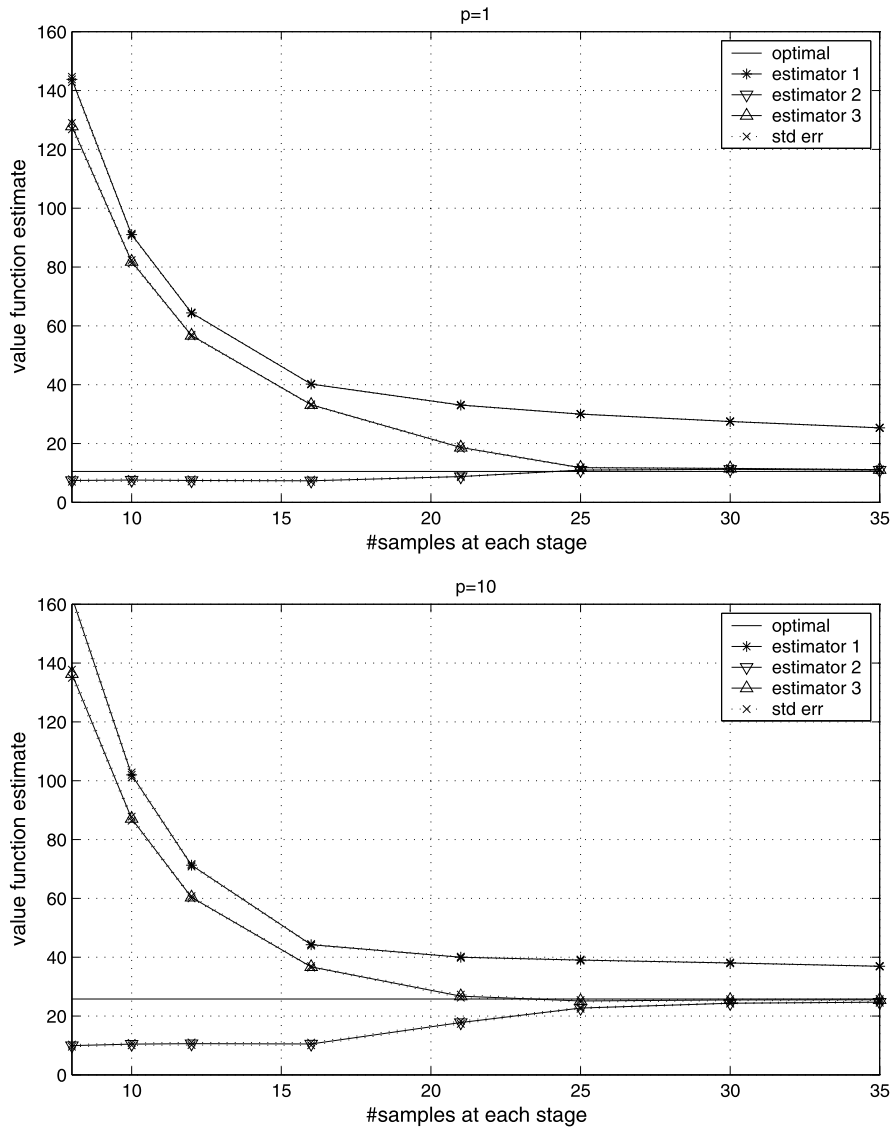 p=1
160
140
120
100
80
60
40
20
0
value function estimate
optimal
estimator 1
estimator 2
estimator 3
std err
10
15
20
25
30
35
#samples at each stage
p=10
160
140
120
100
80
60
40
20
0
value function estimate
optimal
estimator 1
estimator 2
estimator 3
std err
10
15
20
25
30
35
#samples at each stage